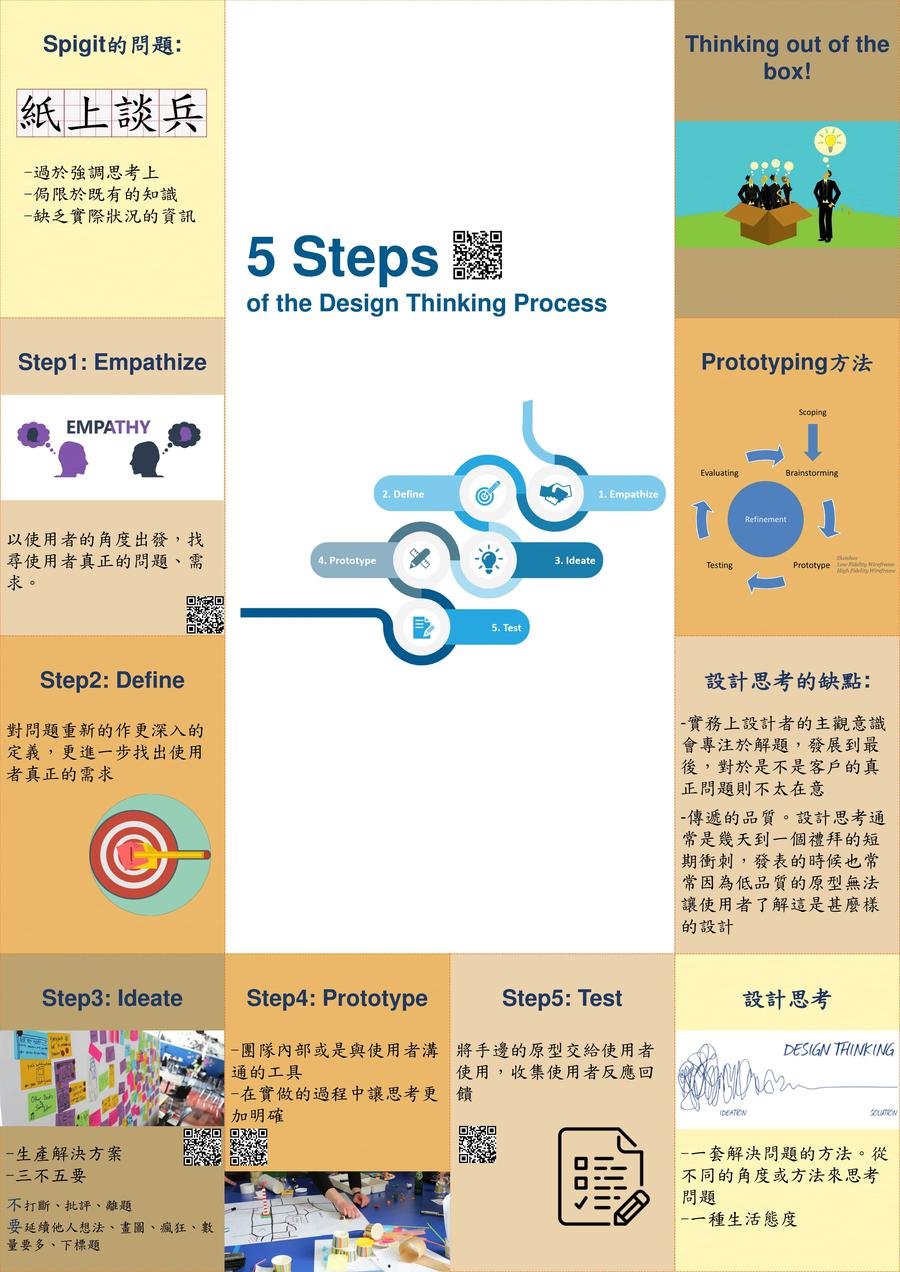 Spigit的問題:
紙上談兵
-過於強調思考上
-侷限於既有的知識
-缺乏實際狀況的資訊
Step1: Empathize
EMPATHY
以使用者的角度出發，找
尋使用者真正的問題、需
求。
Step2: Define
對問題重新的作更深入的
定義，更進一步找出使用
者真正的需求
Step3: Ideate
-生產解決方案
-三不五要
不打斷、批評、離題
要延續他人想法、畫圖、瘋狂、數
量要多、下標題
5 Steps
of the Design Thinking Process
2. Define
1. Empathize
4. Prototype
3. Ideate
5. Test
Step4: Prototype
-團隊內部或是與使用者溝
通的工具
-在實做的過程中讓思考更
加明確
Step5: Test
將手邊的原型交給使用者
使用，收集使用者反應回
饋
Thinking out of the
box!
Prototyping方法
Scoping
Evaluating
Brainstorming
Refinement
Testing
Prototype
Sketches
Low Fidelity Wireframe
High Fidelity Wireframe
設計思考的缺點:
-實務上設計者的主觀意識
會專注於解題，發展到最
後，對於是不是客戶的真
正問題則不太在意
-傳遞的品質。設計思考通
常是幾天到一個禮拜的短
期衝刺，發表的時候也常
常因為低品質的原型無法
讓使用者了解這是甚麼樣
的設計
設計思考
DESIGN THINKING
IDEATION
SOLUTION
-一套解決問題的方法。從
不同的角度或方法來思考
問題
-一種生活態度